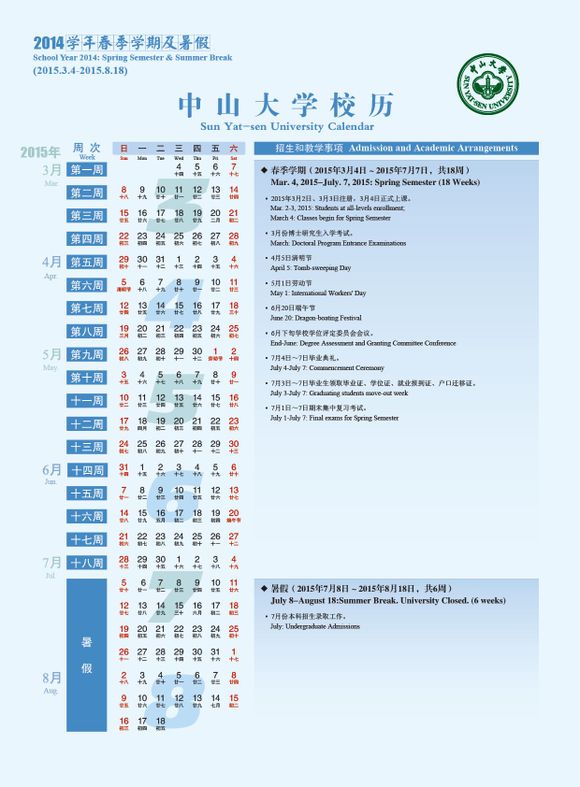 2014学年春季学期及暑假
School Year 2014: Spring Semester & Summer Break
(2015.3.4-2015.8.18)
中山大学
SUN YAT-SEN UNIVERSITY
中山大学校历
Sun Yat-sen University Calendar
2015年
周次 日 一 二 三 四 五 六
Week Sun Mon Tue Wed Thu Fri Sat
3月 第一周 4 5 6 7
Mar.
第二周 8 9 10 11 12 13 14
第三周 15 16 17 18 19 20 21
第四周 22 23 24 25 26 27 28
4月 第五周 29 30 31 1 2 3 4
Apr.
第六周 5 6 7 8 9 10 11
清明节
第七周 12 13 14 15 16 17 18
第八周 19 20 21 22 23 24 25
5月 第九周 26 27 28 29 30 1 2
May.
劳动节
第十周 3 4 5 6 7 8 9
十一周 10 11 12 13 14 15 16
十二周 17 18 19 20 21 22 23
十三周 24 25 26 27 28 29 30
6月 十四周 31 1 2 3 4 5 6
Jun.
十五周 7 8 9 10 11 12 13
十六周 14 15 16 17 18 19 20
端午节
十七周 21 22 23 24 25 26 27
7月 十八周 28 29 30 1 2 3 4
Jul.
暑假
5 6 7 8 9 10 11
12 13 14 15 16 17 18
19 20 21 22 23 24 25
26 27 28 29 30 31 1
8月 2 3 4 5 6 7 8
Aug.
9 10 11 12 13 14 15
16 17 18
3
4
5
6
7
8
招生和教学事项 Admission and Academic Arrangements
◆ 春季学期（2015年3月4日～2015年7月7日，共18周）
Mar. 4, 2015–July. 7, 2015: Spring Semester (18 Weeks)
• 2015年3月2日、3月3日注册，3月4日正式上课。
Mar. 2-3, 2015: Students at all-levels enrollment;
March 4: Classes begin for Spring Semester
• 3月份博士研究生入学考试。
March: Doctoral Program Entrance Examinations
• 4月5日清明节
April 5: Tomb-sweeping Day
• 5月1日劳动节
May 1: International Workers' Day
• 6月20日端午节
June 20: Dragon-boating Festival
• 6月下旬学校学位评定委员会会议。
End-June: Degree Assessment and Granting Committee Conference
• 7月4日～7日毕业典礼。
July 4-July 7: Commencement Ceremony
• 7月3日～7日毕业生领取毕业证、学位证、就业报到证、户口迁移证。
July 3-July 7: Graduating students move-out week
• 7月1日～7日期末集中复习考试。
July 1-July 7: Final exams for Spring Semester
◆ 暑假（2015年7月8日～2015年8月18日，共6周）
July 8–August 18:Summer Break. University Closed. (6 weeks)
• 7月份本科招生录取工作。
July: Undergraduate Admissions